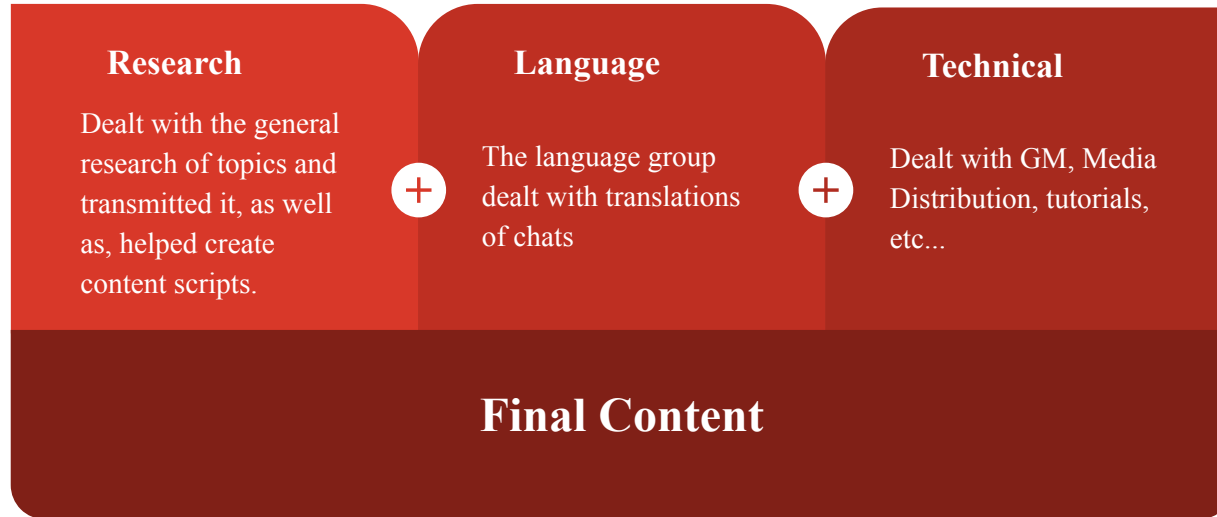 Research
Dealt with the general
research of topics and
transmitted it, as well
as, helped create
content scripts.
+
Language
The language group
dealt with translations
of chats
+
Technical
Dealt with GM, Media
Distribution, tutorials,
etc...
Final Content